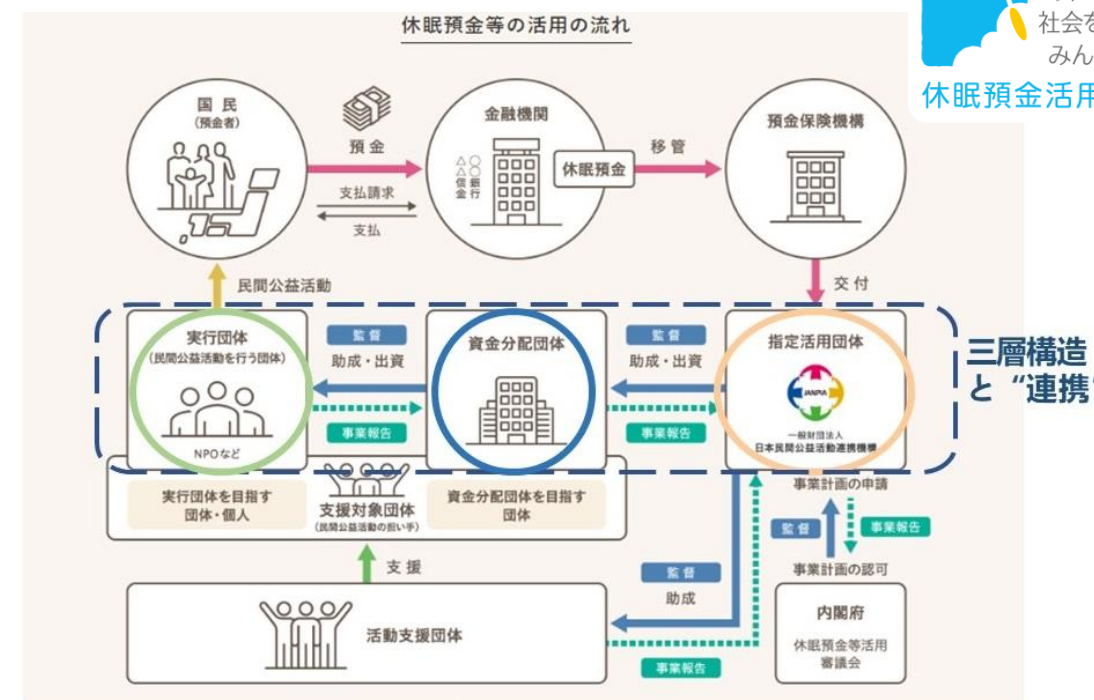 休眠預金等の活用の流れ
社会を
みん
休眠預金活用
国民
(預金者)
預金
支払請求
支払
金融機関
○○銀行
△△信金
休眠預金
移管
預金保険機構
民間公益活動
交付
実行団体
(民間公益活動を行う団体)
NPOなど
監督
助成・出資
事業報告
資金分配団体
監督
助成・出資
事業報告
指定活用団体
JANPIA
一般財団法人
日本民間公益活動連携機構
三層構造
と“連携”
実行団体を目指す
団体・個人
支援対象団体
(民間公益活動の担い手)
資金分配団体を目指す
団体
事業計画の申請
監督
事業報告
事業計画の認可
支援
監督
助成
活動支援団体
事業報告
内閣府
休眠預金等活用
審議会